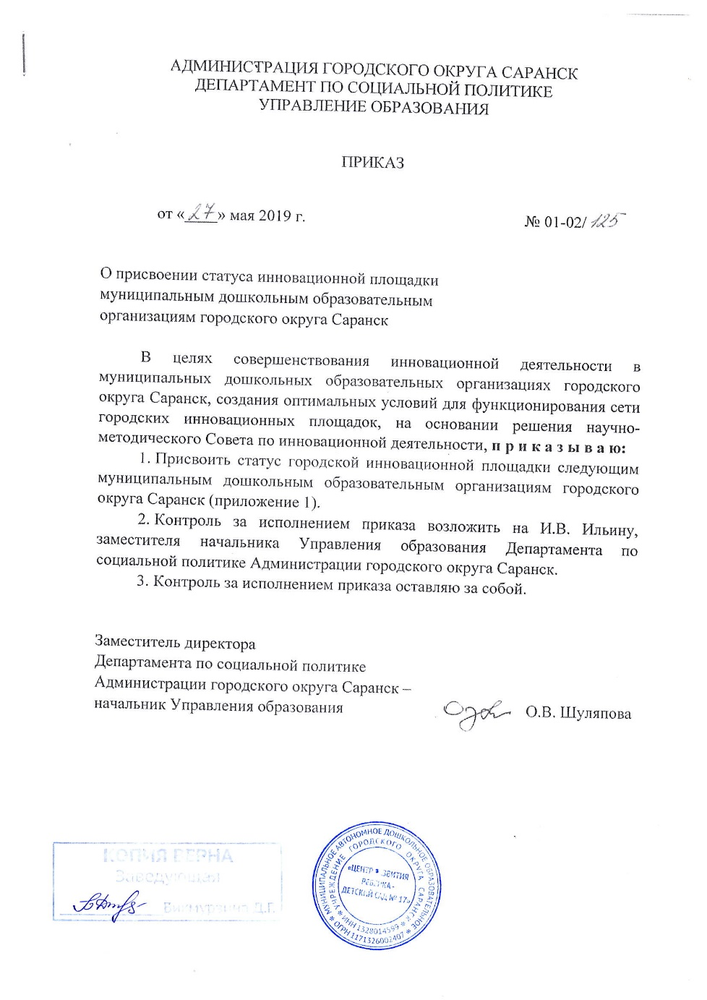 АДМИНИСТРАЦИЯ ГОРОДСКОГО ОКРУГА САРАНСК
ДЕПАРТАМЕНТ ПО СОЦИАЛЬНОЙ ПОЛИТИКЕ
УПРАВЛЕНИЕ ОБРАЗОВАНИЯ
ПРИКАЗ
от «27» мая 2019 г.
№ 01-02/125
О присвоении статуса инновационной площадки
муниципальным дошкольным образовательным
организациям городского округа Саранск
В целях совершенствования инновационной деятельности в
муниципальных дошкольных образовательных организациях городского
округа Саранск, создания оптимальных условий для функционирования сети
городских инновационных площадок, на основании решения научно-
методического Совета по инновационной деятельности, п р и к а з ы в а ю:
1. Присвоить статус городской инновационной площадки следующим
муниципальным дошкольным образовательным организациям городского
округа Саранск (приложение 1).
2. Контроль за исполнением приказа возложить на И.В. Ильину,
заместителя начальника Управления образования Департамента по
социальной политике Администрации городского округа Саранск.
3. Контроль за исполнением приказа оставляю за собой.
Заместитель директора
Департамента по социальной политике
Администрации городского округа Саранск –
начальник Управления образования
О.В. Шуляпова
КОПИЯ ВЕРНА
Заведующая
Д.Г.
МУНИЦИПАЛЬНОЕ АВТОНОМНОЕ ДОШКОЛЬНОЕ ОБРАЗОВАТЕЛЬНОЕ
УЧРЕЖДЕНИЕ ГОРОДСКОГО ОКРУГА САРАНСК
«ЦЕНТР РАЗВИТИЯ
РЕБЕНКА -
ДЕТСКИЙ САД № 17»
* ИНН 1328014599 *
* ОГРН 1171326002407 *